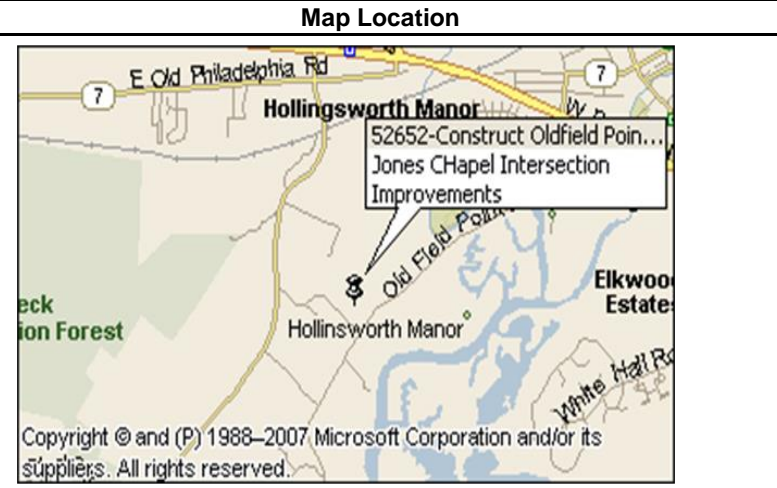 Map Location
E Old Philadelphia Rd
7
7
Hollingsworth Manor
52652-Construct Oldfield Poin...
Jones CHapel Intersection
Improvements
Old Field Poin
Elkwoo
Estate
eck
ion Forest
Hollinsworth Manor
White Hall Rd
Copyright © and (P) 1988–2007 Microsoft Corporation and/or its
suppliers. All rights reserved.